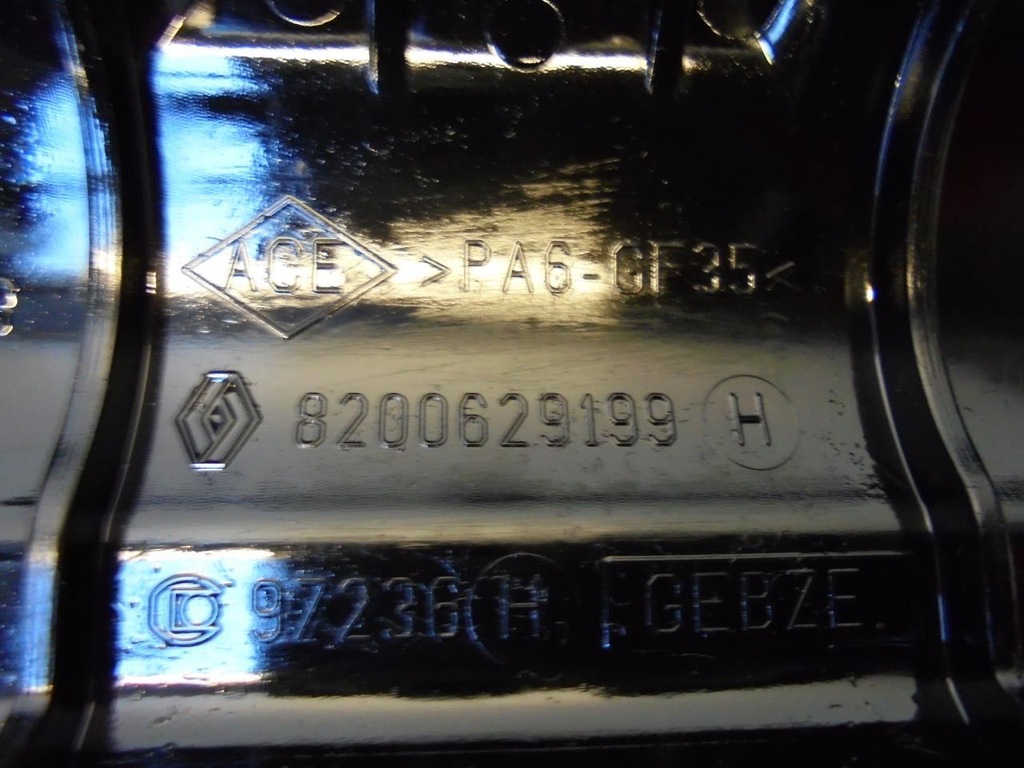 ACE >PA6-GF35<
8200629199 H
97236 H GEBZE